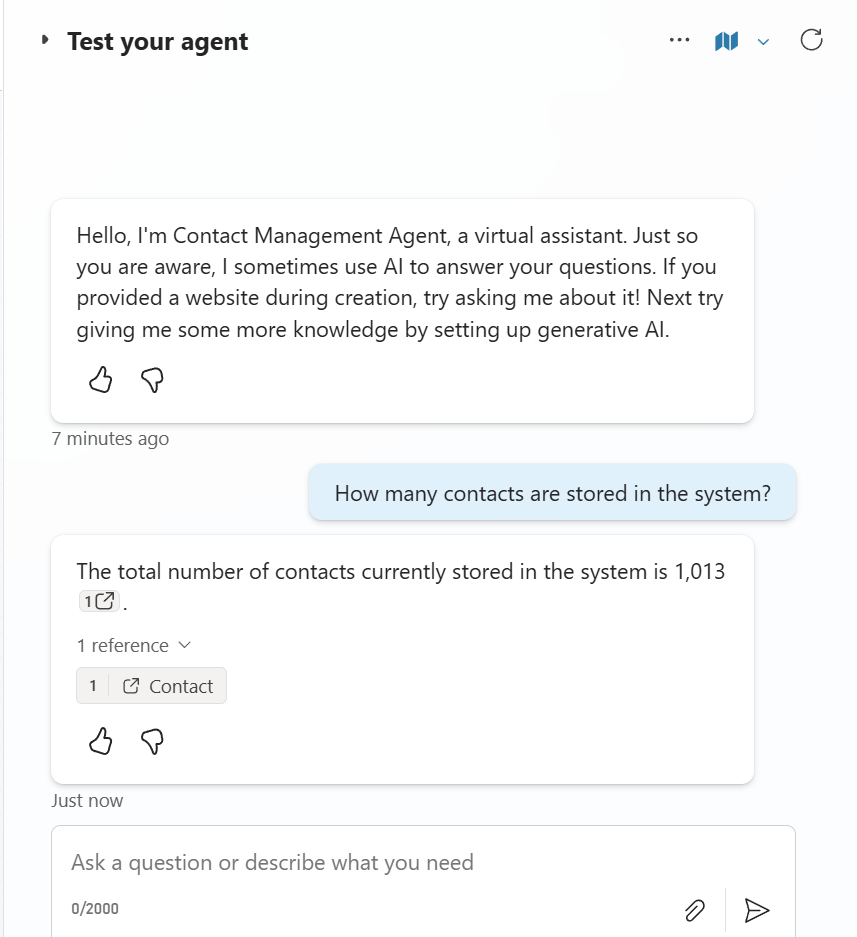 Test your agent
Hello, I'm Contact Management Agent, a virtual assistant. Just so
you are aware, I sometimes use AI to answer your questions. If you
provided a website during creation, try asking me about it! Next try
giving me some more knowledge by setting up generative AI.
7 minutes ago
How many contacts are stored in the system?
The total number of contacts currently stored in the system is 1,013
1 .
1 reference
1 Contact
Just now
Ask a question or describe what you need
0/2000